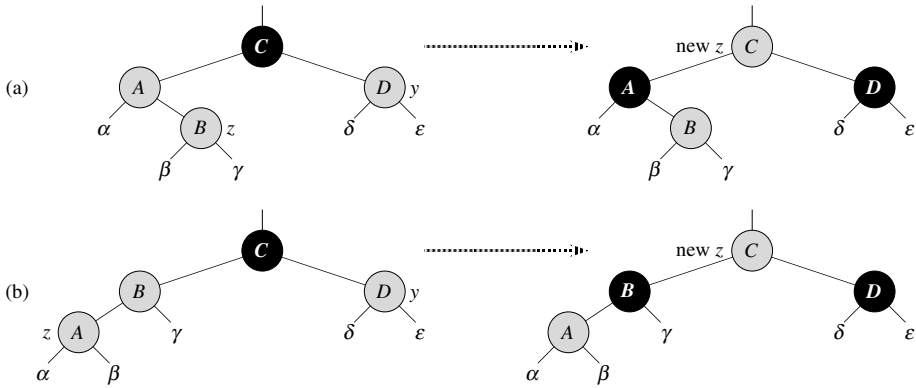 C new z C
(a) A D y A D
α B z δ ε α B δ ε
β γ β γ
C new z C
(b) B D y B D
z A γ δ ε A γ δ ε
α β α β